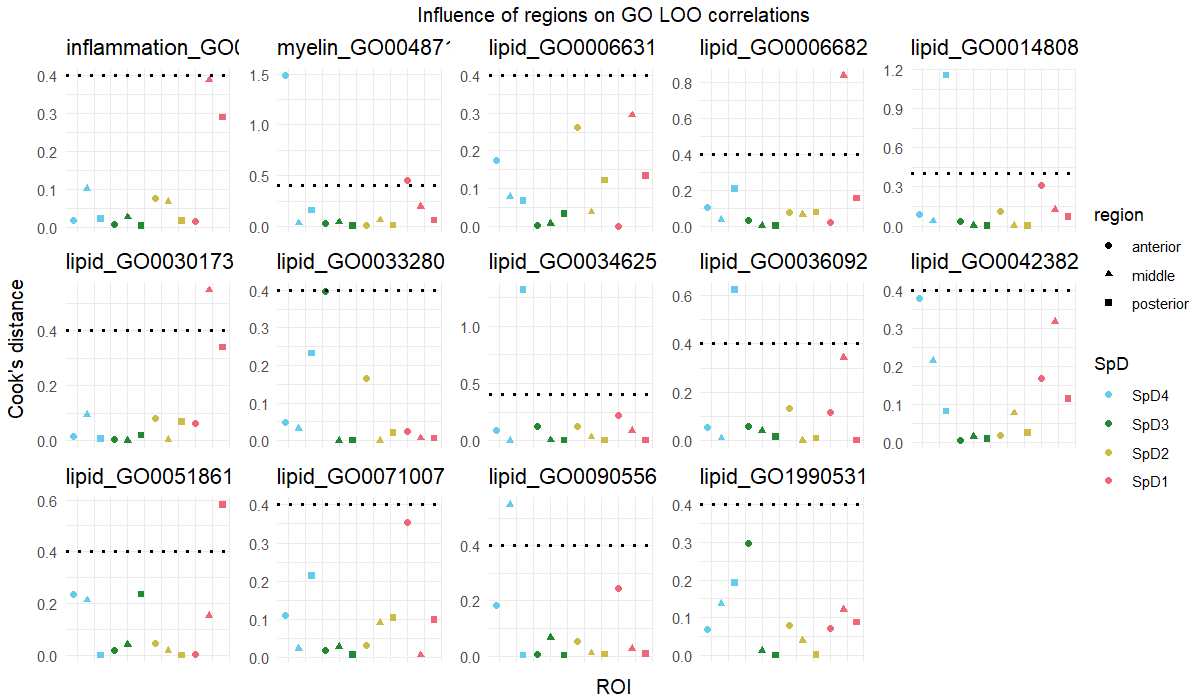 Influence of regions on GO LOO correlations
inflammation_GO0
myelin_GO00487
lipid_GO0006631
lipid_GO0006682
lipid_GO0014808
0.4
0.3
0.2
0.1
0.0
1.5
1.0
0.5
0.0
0.4
0.3
0.2
0.1
0.0
0.8
0.6
0.4
0.2
0.0
1.2
0.9
0.6
0.3
0.0
lipid_GO0030173
lipid_GO0033280
lipid_GO0034625
lipid_GO0036092
lipid_GO0042382
0.4
0.2
0.0
0.4
0.3
0.2
0.1
0.0
1.0
0.5
0.0
0.6
0.4
0.2
0.0
0.4
0.3
0.2
0.1
0.0
lipid_GO0051861
lipid_GO0071007
lipid_GO0090556
lipid_GO1990531
0.6
0.4
0.2
0.0
0.4
0.3
0.2
0.1
0.0
0.4
0.2
0.0
0.4
0.3
0.2
0.1
0.0
Cook's distance
ROI
region
anterior
middle
posterior
SpD
SpD4
SpD3
SpD2
SpD1